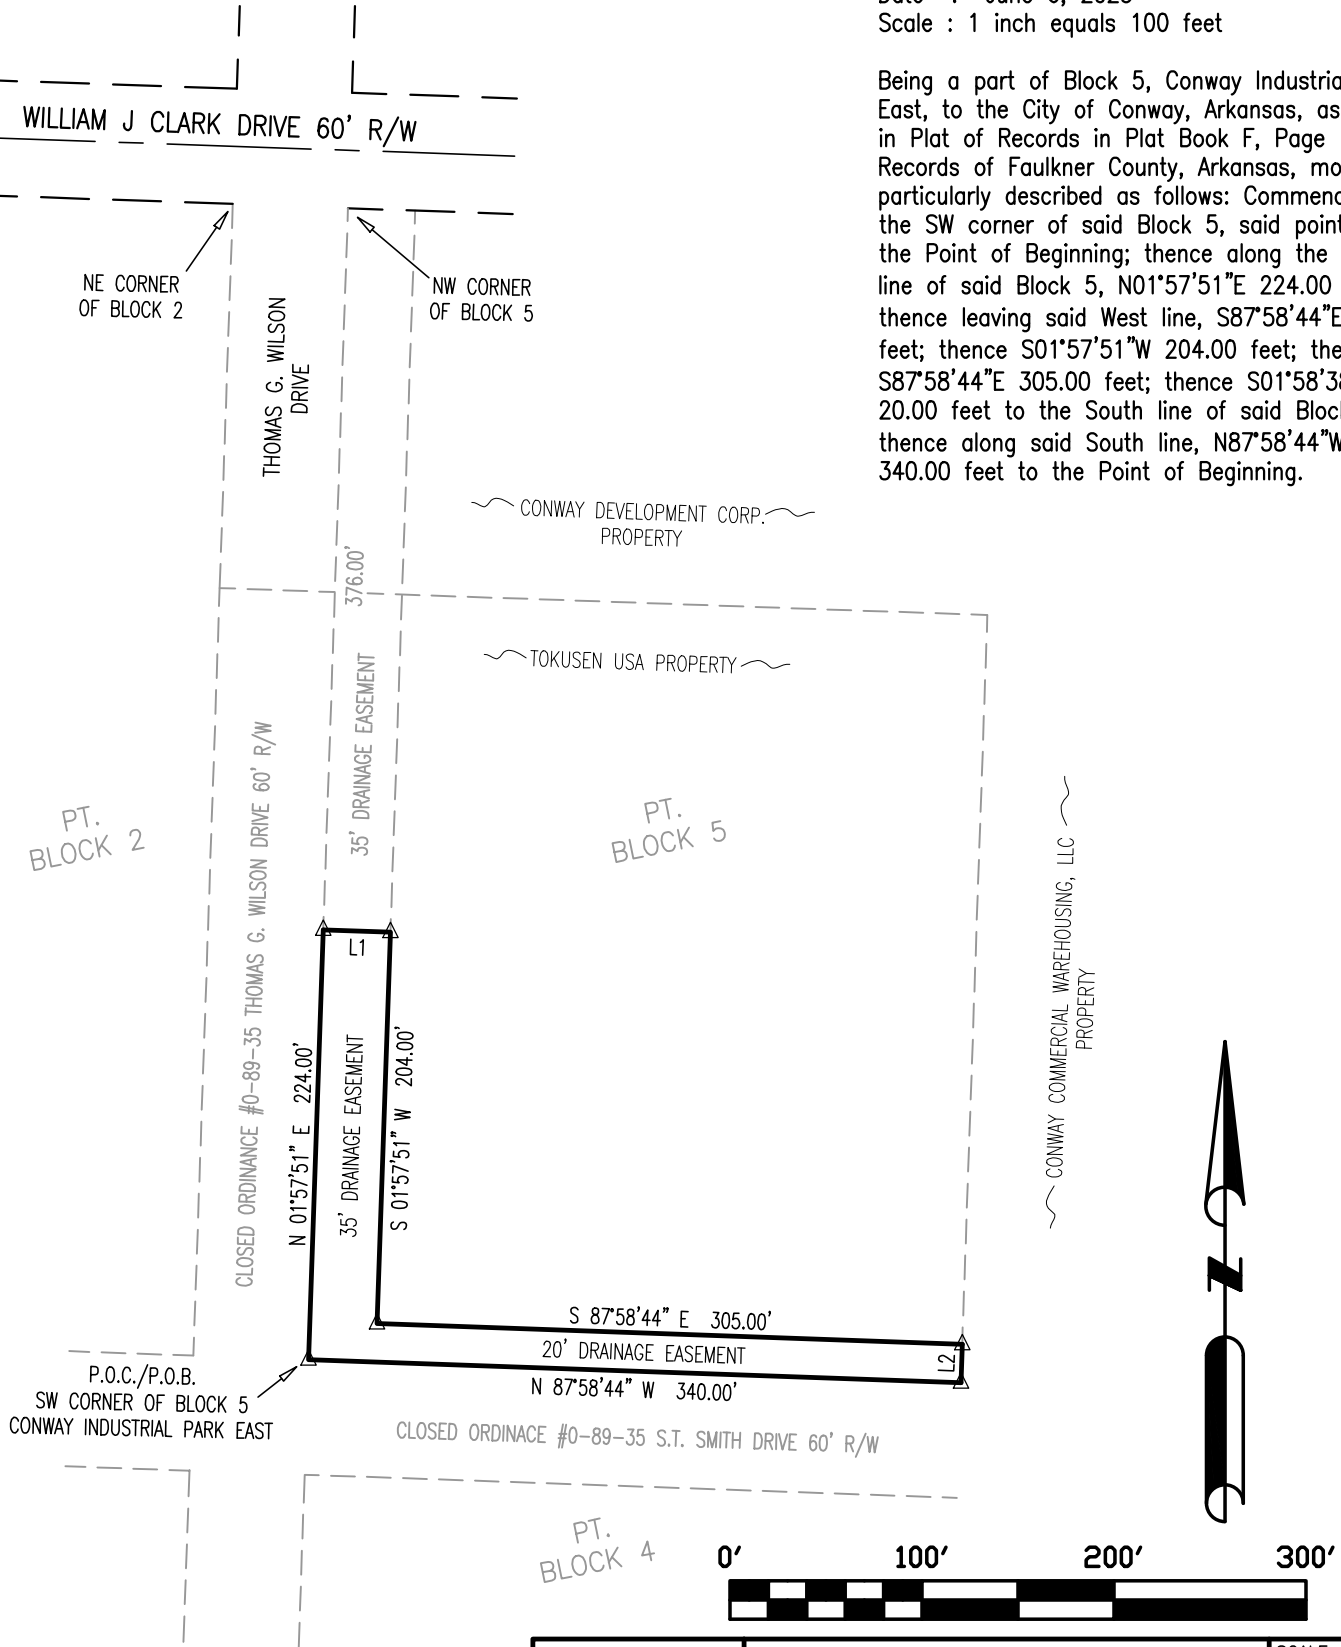 Scale : 1 inch equals 100 feet
Being a part of Block 5, Conway
East, to the City of Conway, Arkansas, as
in Plat of Records in Plat Book F, Page
Records of Faulkner County, Arkansas,
particularly described as follows:
the SW corner of said Block 5, said point
the Point of Beginning; thence along the
line of said Block 5, N01°57'51"E 224.00
thence leaving said West line, S87°58'44"E
feet; thence S01°57'51"W 204.00 feet;
S87°58'44"E 305.00 feet; thence
20.00 feet to the South line of said
thence along said South line, N87°58'44"W
340.00 feet to the Point of Beginning.
WILLIAM J CLARK DRIVE 60' R/W
NE CORNER
OF BLOCK 2
NW CORNER
OF BLOCK 5
THOMAS G. WILSON
DRIVE
CONWAY DEVELOPMENT CORP.
PROPERTY
376.00'
TOKUSEN USA PROPERTY
35' DRAINAGE EASEMENT
CLOSED ORDINANCE #0-89-35 THOMAS G. WILSON DRIVE 60' R/W
PT.
BLOCK 2
PT.
BLOCK 5
CONWAY COMMERCIAL WAREHOUSING, LLC
PROPERTY
L1
N 01°57'51" E 224.00'
35' DRAINAGE EASEMENT
S 01°57'51" W 204.00'
N
S 87°58'44" E 305.00'
20' DRAINAGE EASEMENT
L2
N 87°58'44" W 340.00'
P.O.C./P.O.B.
SW CORNER OF BLOCK 5
CONWAY INDUSTRIAL PARK EAST
CLOSED ORDINACE #0-89-35 S.T. SMITH DRIVE 60' R/W
PT.
BLOCK 4
0' 100' 200' 300'